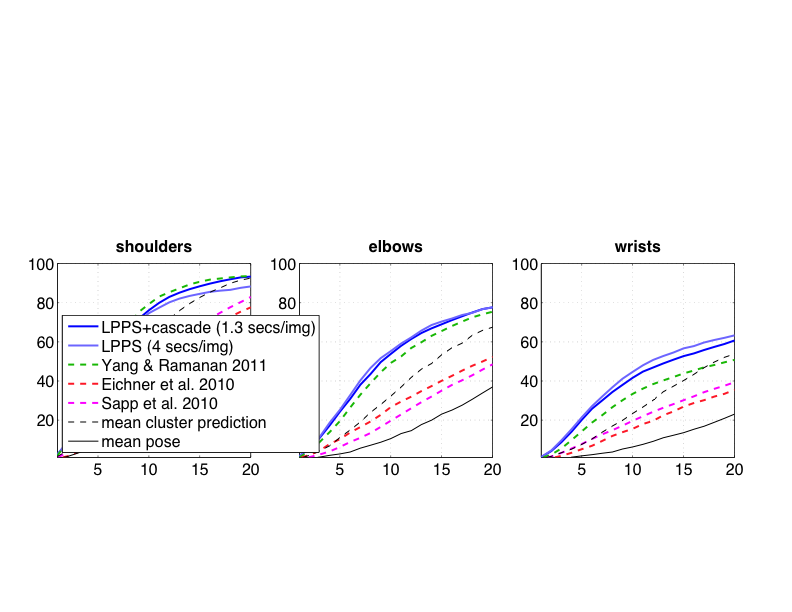 shoulders elbows wrists
100 100 100
80 80 80
LPPS+cascade (1.3 secs/img) 60 60
LPPS (4 secs/img)
Yang & Ramanan 2011
Eichner et al. 2010 40 40
Sapp et al. 2010
mean cluster prediction 20 20 20
mean pose
60
40
5 10 15 20 5 10 15 20 5 10 15 20